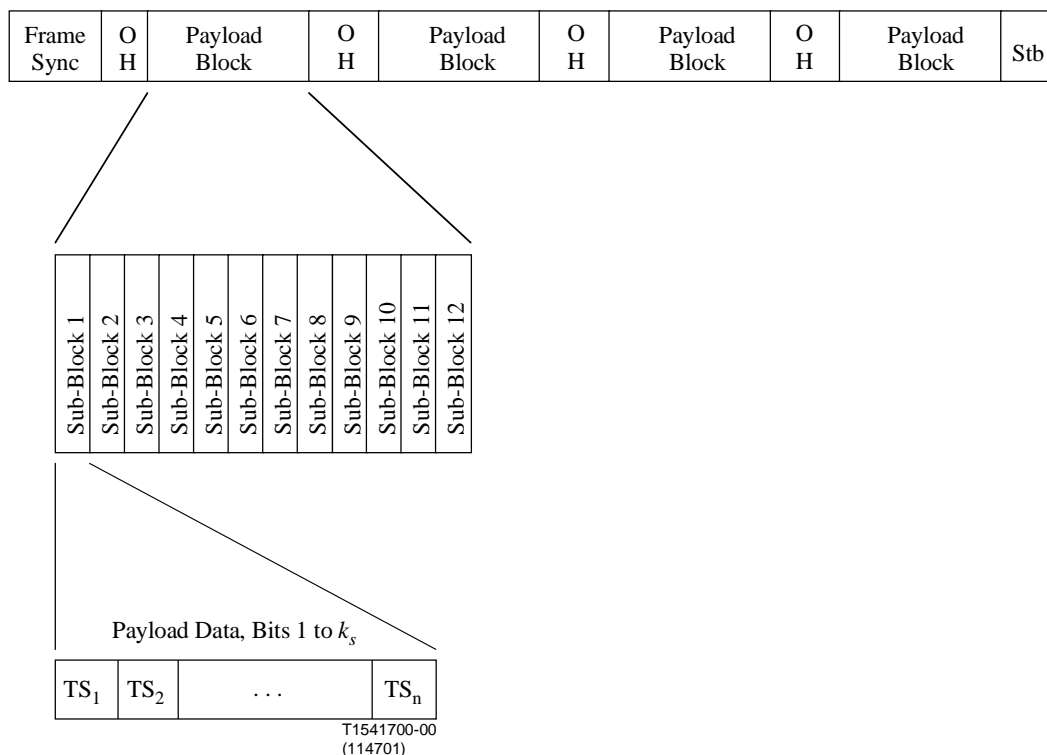 Frame Sync
O H
Payload Block
O H
Payload Block
O H
Payload Block
O H
Payload Block
Stb
Sub-Block 1
Sub-Block 2
Sub-Block 3
Sub-Block 4
Sub-Block 5
Sub-Block 6
Sub-Block 7
Sub-Block 8
Sub-Block 9
Sub-Block 10
Sub-Block 11
Sub-Block 12
Payload Data, Bits 1 to kₛ
TS₁
TS₂
. . .
TSₙ
T1541700-00
(114701)